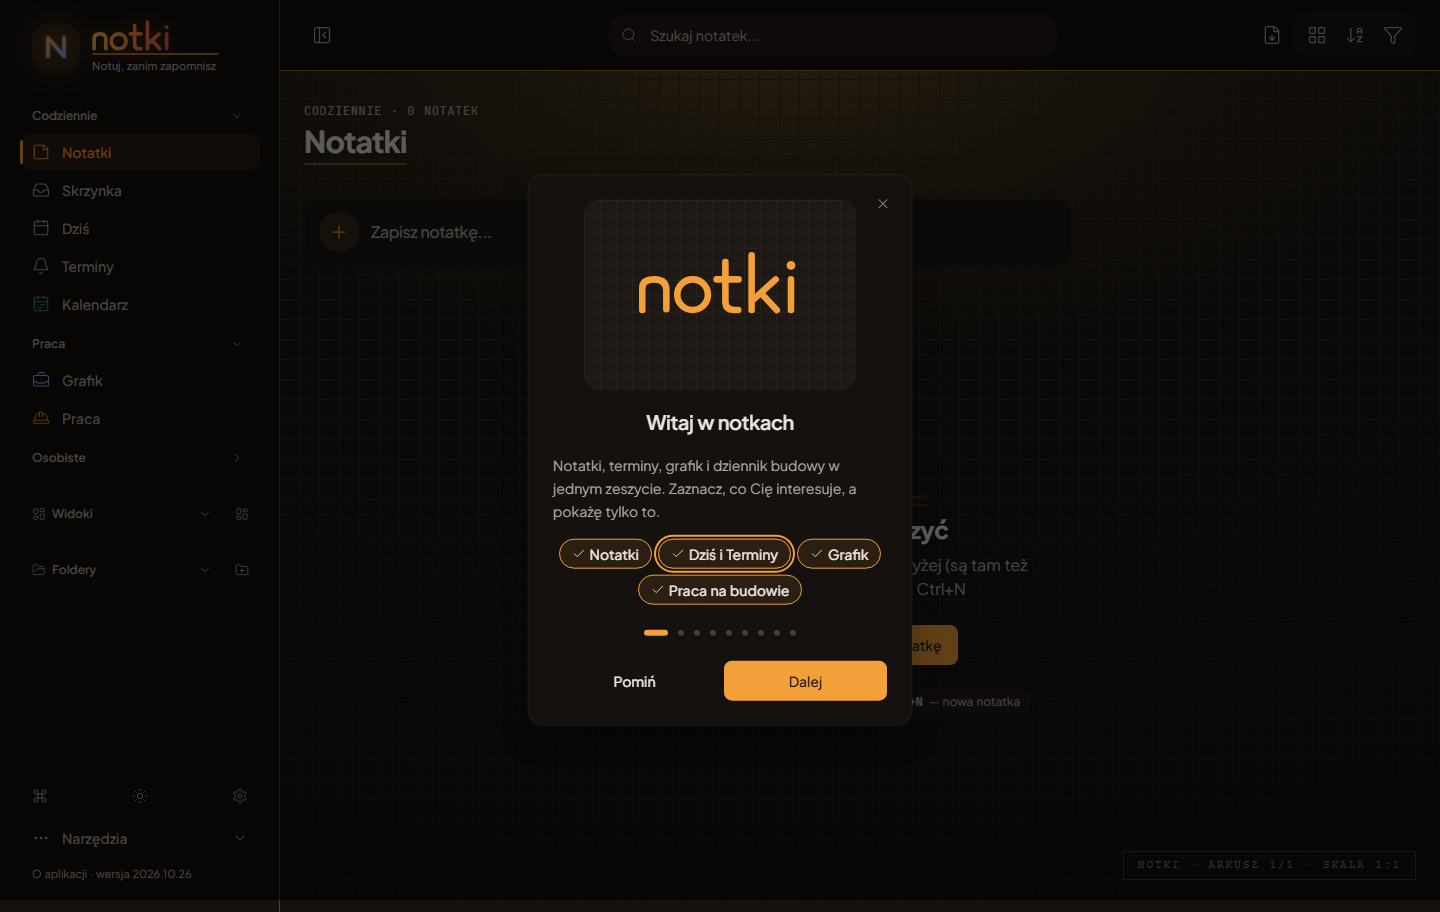 N
notki
Notuj, zanim zapomnisz
Codziennie
Notatki
Skrzynka
Dziś
Terminy
Kalendarz
Praca
Grafik
Praca
Osobiste
Widoki
Foldery
Narzędzia
O aplikacji · wersja 2026.10.26
Szukaj notatek...
CODZIENNIE · 0 NOTATEK
Notatki
Zapisz notatkę...
notki
Witaj w notkach
Notatki, terminy, grafik i dziennik budowy w
jednym zeszycie. Zaznacz, co Cię interesuje, a
pokażę tylko to.
Notatki
Dziś i Terminy
Grafik
Praca na budowie
Pomiń
Dalej
(są tam też
Ctrl+N
+N — nowa notatka
NOTKI · ARKUSZ 1/1 · SKALA 1:1